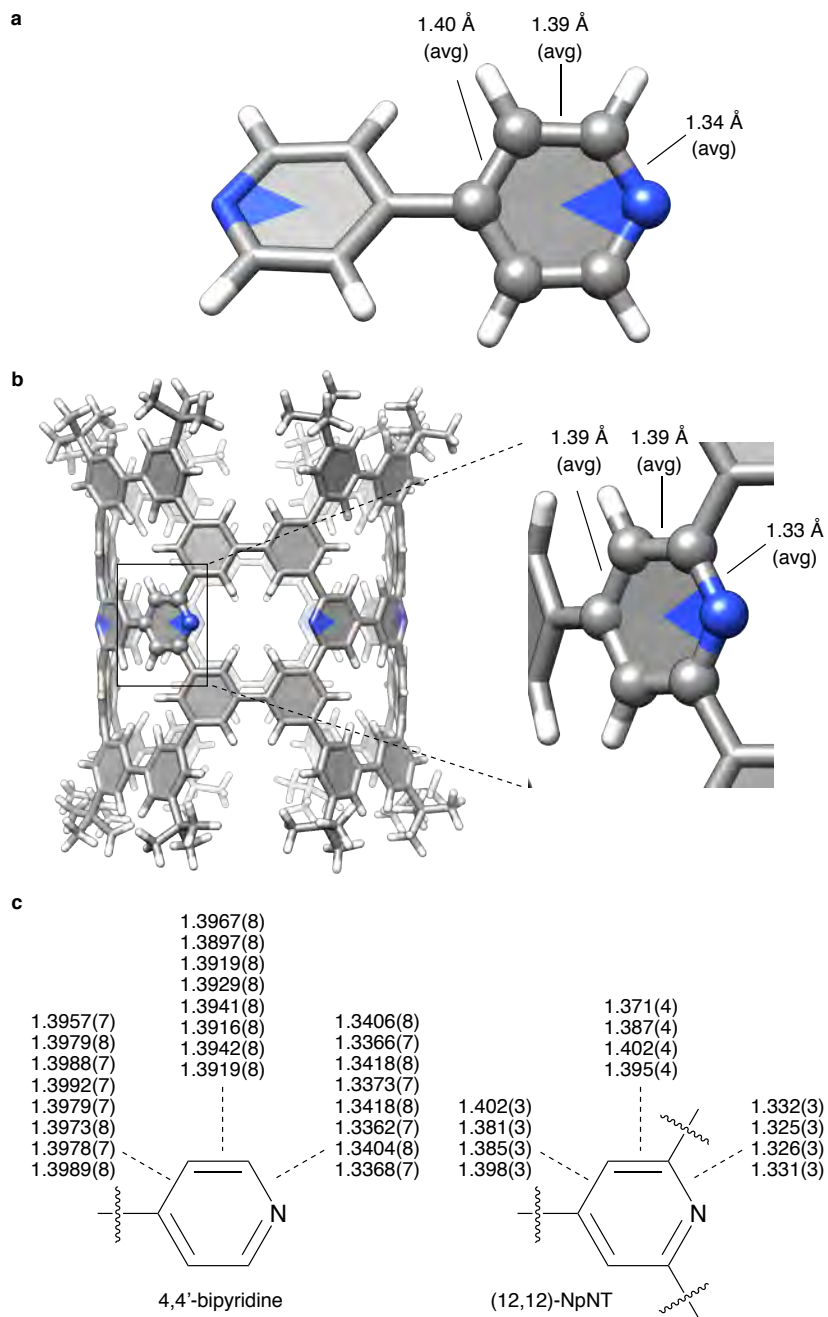 a
1.40 Å
(avg)
1.39 Å
(avg)
1.34 Å
(avg)
b
1.39 Å
(avg)
1.39 Å
(avg)
1.33 Å
(avg)
c
1.3967(8)
1.3897(8)
1.3919(8)
1.3929(8)
1.3941(8)
1.3916(8)
1.3942(8)
1.3919(8)
1.3957(7)
1.3979(8)
1.3988(7)
1.3992(7)
1.3979(7)
1.3973(8)
1.3978(7)
1.3989(8)
1.3406(8)
1.3366(7)
1.3418(8)
1.3373(7)
1.3418(8)
1.3362(7)
1.3404(8)
1.3368(7)
N
4,4'-bipyridine
1.371(4)
1.387(4)
1.402(4)
1.395(4)
1.402(3)
1.381(3)
1.385(3)
1.398(3)
1.332(3)
1.325(3)
1.326(3)
1.331(3)
N
(12,12)-NpNT